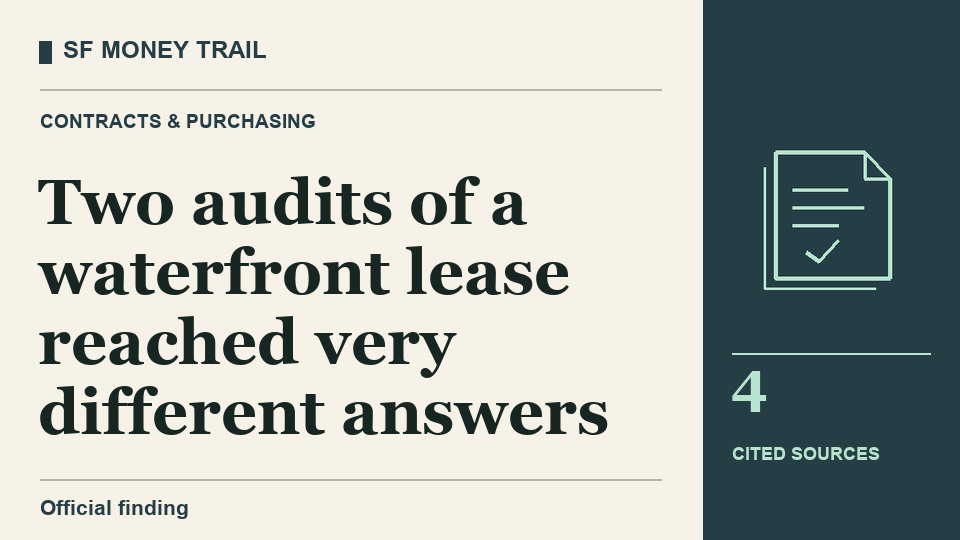 SF MONEY TRAIL
CONTRACTS & PURCHASING
Two audits of a
waterfront lease
reached very
different answers
Official finding
4
CITED SOURCES